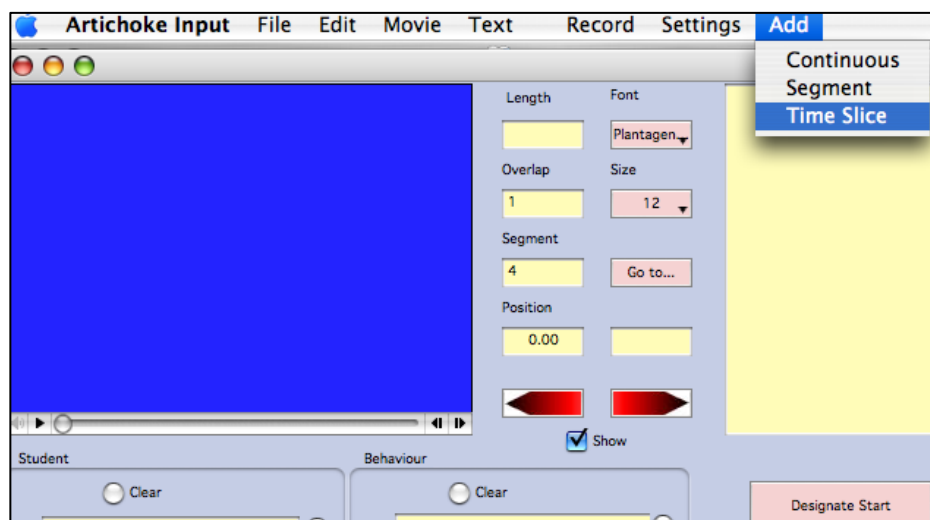 Artichoke Input File Edit Movie Text Record Settings Add
Continuous
Segment
Time Slice
Length Font
Plantagen
Overlap Size
1 12
Segment
4 Go to...
Position
0.00
Show
Student Behaviour
Clear Clear
Designate Start